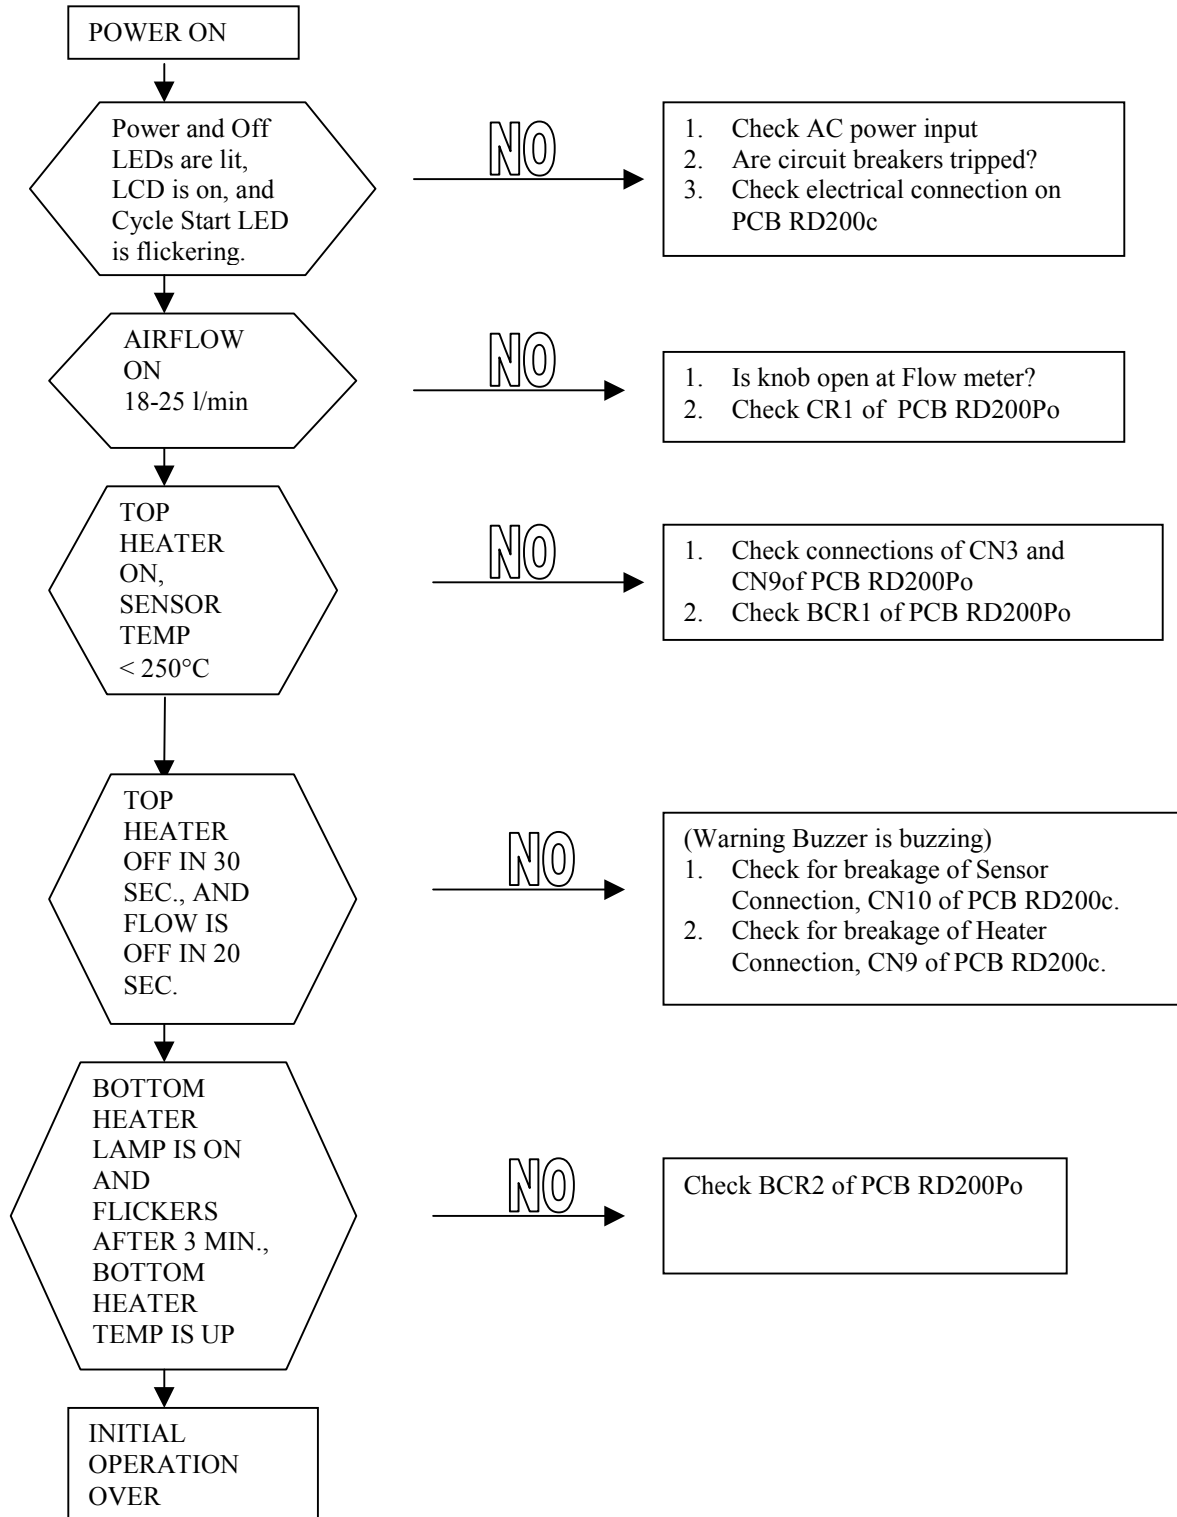 POWER ON
Power and Off
LEDs are lit,
LCD is on, and
Cycle Start LED
is flickering.
NO
1. Check AC power input
2. Are circuit breakers tripped?
3. Check electrical connection on
PCB RD200c
AIRFLOW
ON
18-25 l/min
NO
1. Is knob open at Flow meter?
2. Check CR1 of PCB RD200Po
TOP
HEATER
ON,
SENSOR
TEMP
< 250°C
NO
1. Check connections of CN3 and
CN9of PCB RD200Po
2. Check BCR1 of PCB RD200Po
TOP
HEATER
OFF IN 30
SEC., AND
FLOW IS
OFF IN 20
SEC.
NO
(Warning Buzzer is buzzing)
1. Check for breakage of Sensor
Connection, CN10 of PCB RD200c.
2. Check for breakage of Heater
Connection, CN9 of PCB RD200c.
BOTTOM
HEATER
LAMP IS ON
AND
FLICKERS
AFTER 3 MIN.,
BOTTOM
HEATER
TEMP IS UP
NO
Check BCR2 of PCB RD200Po
INITIAL
OPERATION
OVER